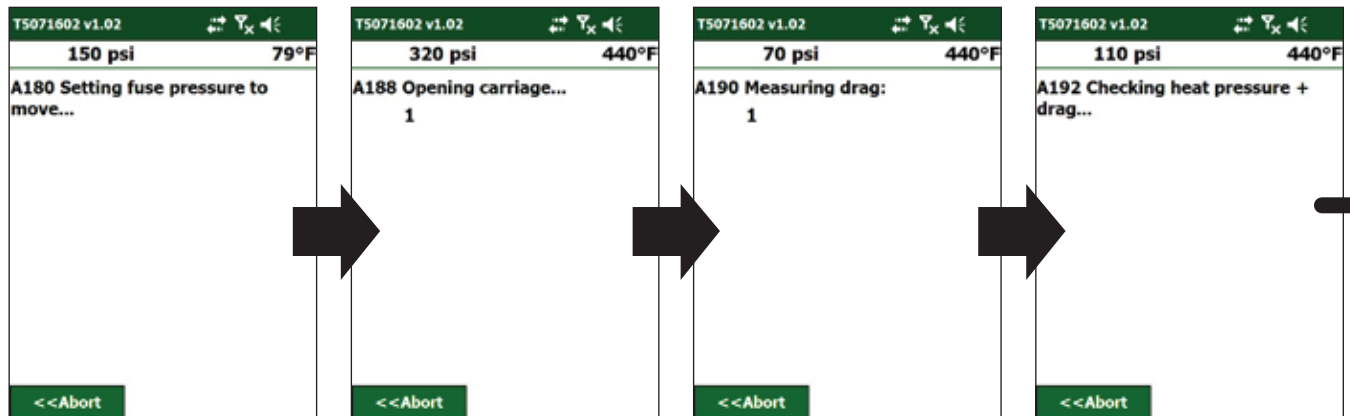 T5071602 v1.02
150 psi 79°F
A180 Setting fuse pressure to
move...
<<Abort
T5071602 v1.02
320 psi 440°F
A188 Opening carriage...
1
<<Abort
T5071602 v1.02
70 psi 440°F
A190 Measuring drag:
1
<<Abort
T5071602 v1.02
110 psi 440°F
A192 Checking heat pressure +
drag...
<<Abort